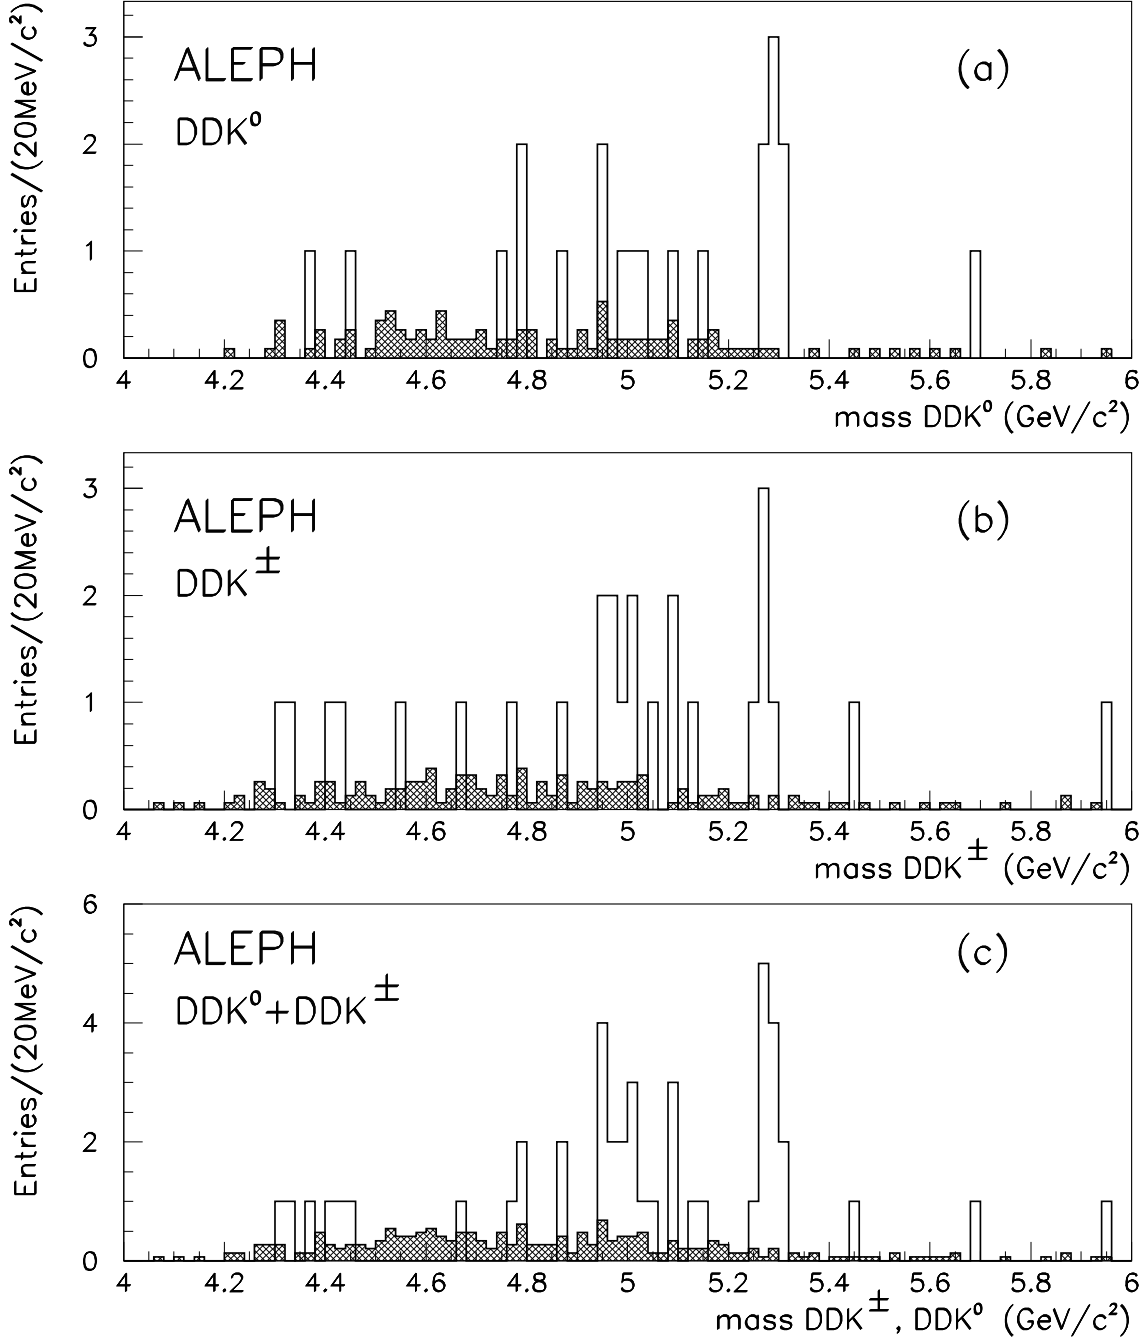 Entries/(20MeV/c²)
3
2
1
0
ALEPH
DDK⁰
(a)
4 4.2 4.4 4.6 4.8 5 5.2 5.4 5.6 5.8 6
mass DDK⁰ (GeV/c²)
Entries/(20MeV/c²)
3
2
1
0
ALEPH
DDK±
(b)
4 4.2 4.4 4.6 4.8 5 5.2 5.4 5.6 5.8 6
mass DDK± (GeV/c²)
Entries/(20MeV/c²)
6
4
2
0
ALEPH
DDK⁰+DDK±
(c)
4 4.2 4.4 4.6 4.8 5 5.2 5.4 5.6 5.8 6
mass DDK±, DDK⁰ (GeV/c²)